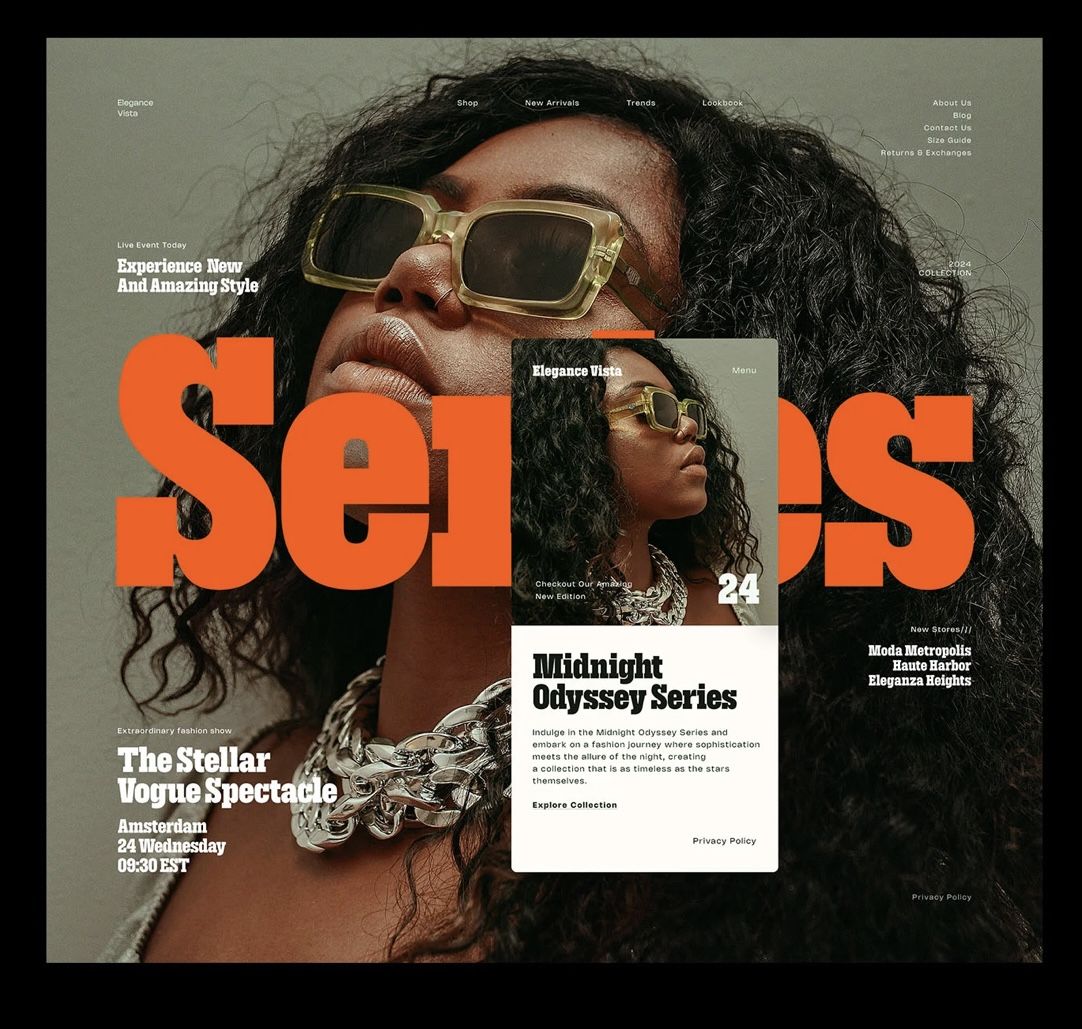 Elegance
Vista
Shop
New Arrivals
Trends
Lookbook
About Us
Blog
Contact Us
Size Guide
Returns & Exchanges
Live Event Today
Experience New
And Amazing Style
2024
COLLECTION
Series
Elegance Vista
Menu
Checkout Our Amazing
New Edition
24
Midnight
Odyssey Series
Indulge in the Midnight Odyssey Series and
embark on a fashion journey where sophistication
meets the allure of the night, creating
a collection that is as timeless as the stars
themselves.
Explore Collection
Privacy Policy
New Stores///
Moda Metropolis
Haute Harbor
Eleganza Heights
Extraordinary fashion show
The Stellar
Vogue Spectacle
Amsterdam
24 Wednesday
09:30 EST
Privacy Policy